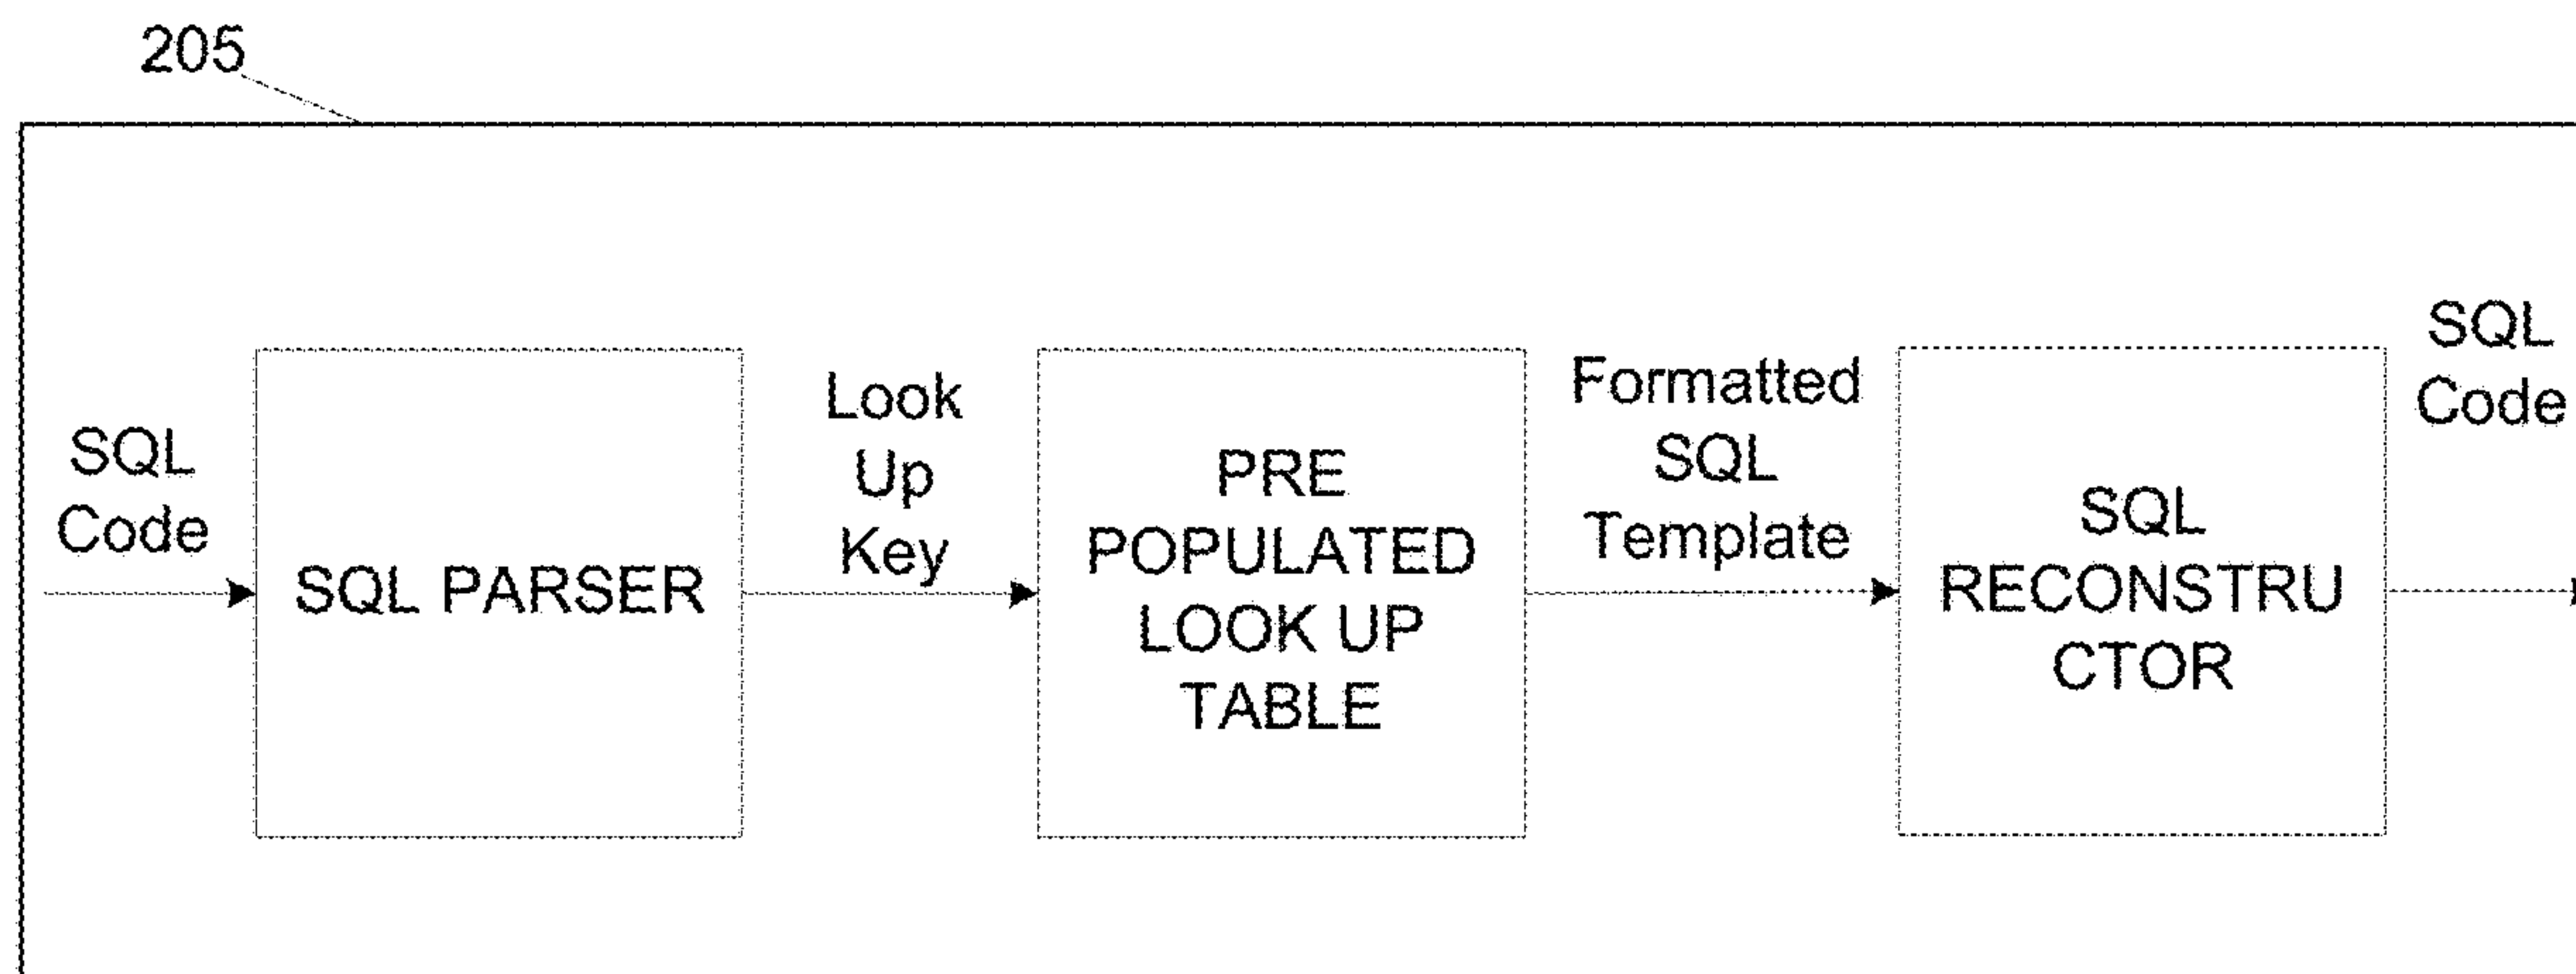 205
SQL
Code
SQL PARSER
Look
Up
Key
PRE
POPULATED
LOOK UP
TABLE
Formatted
SQL
Template
SQL
RECONSTRU
CTOR
SQL
Code